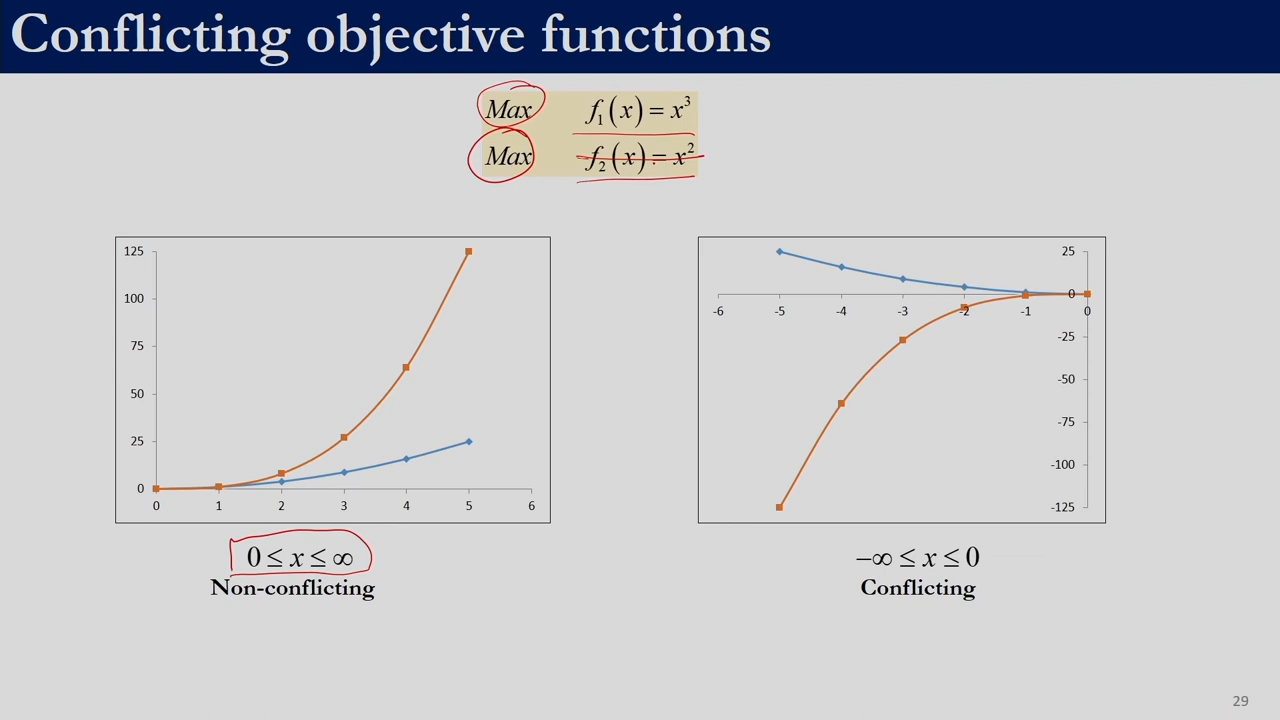 Conflicting objective functions
Max f₁(x) = x³
Max f₂(x) = x²
125
100
75
50
25
0
0 1 2 3 4 5 6
25
0
-6 -5 -4 -3 -2 -1 0
-25
-50
-75
-100
-125
0 ≤ x ≤ ∞
Non-conflicting
−∞ ≤ x ≤ 0
Conflicting
29